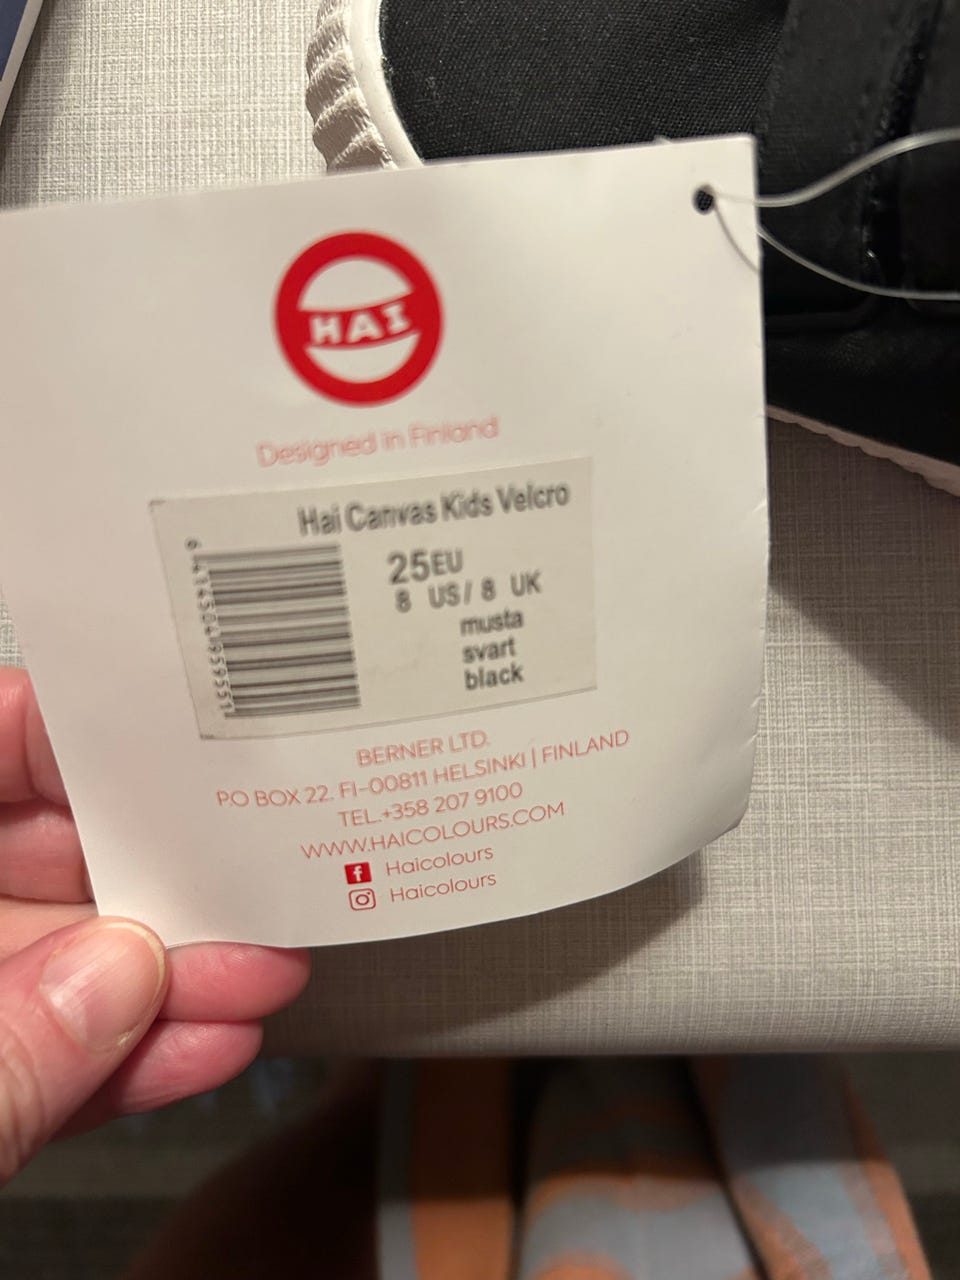 HAI
Designed in Finland
Hai Canvas Kids Velcro
25EU
8 US/ 8 UK
musta
svart
black
BERNER LTD.
P.O BOX 22. FI-00811 HELSINKI | FINLAND
TEL.+358 207 9100
WWW.HAICOLOURS.COM
Haicolours
Haicolours